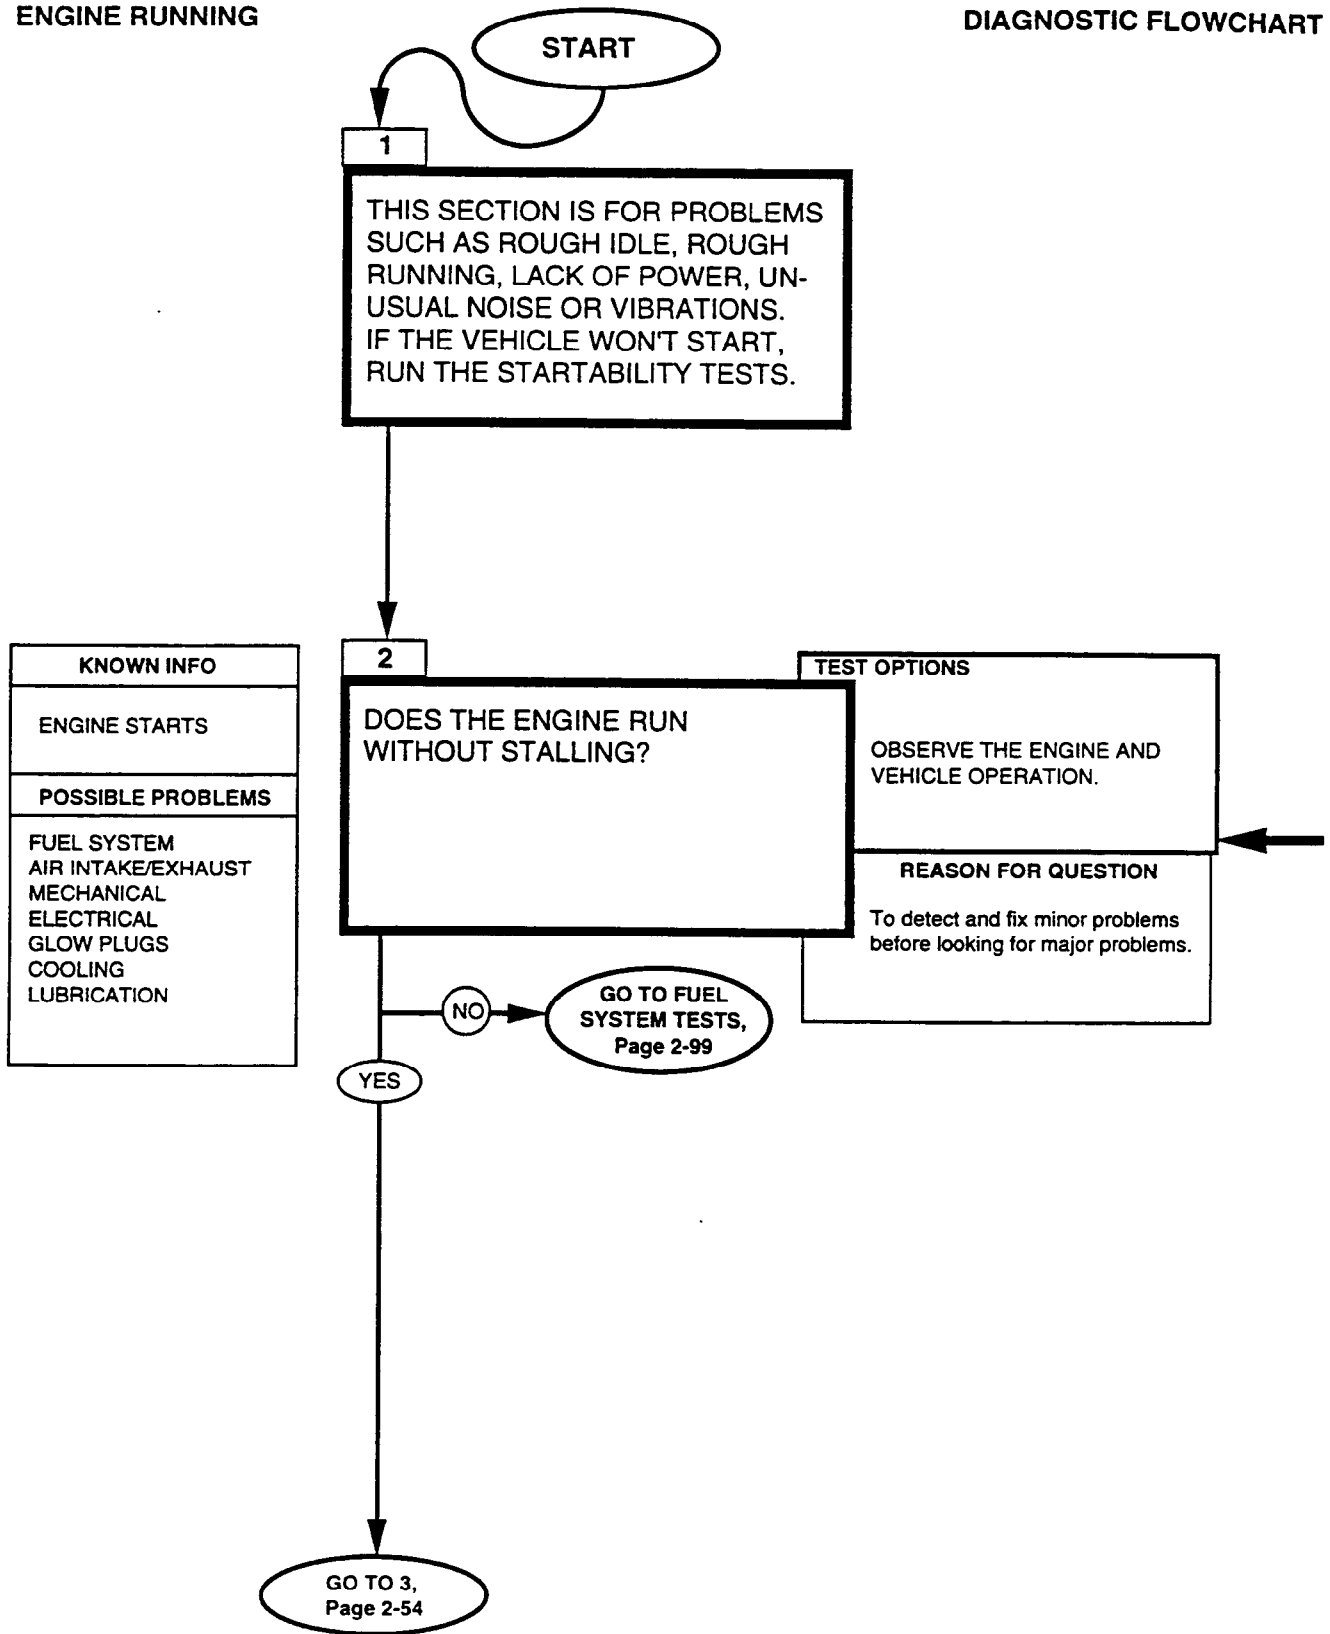 ENGINE RUNNING
DIAGNOSTIC FLOWCHART
START
1
THIS SECTION IS FOR PROBLEMS
SUCH AS ROUGH IDLE, ROUGH
RUNNING, LACK OF POWER, UN-
USUAL NOISE OR VIBRATIONS.
IF THE VEHICLE WON'T START,
RUN THE STARTABILITY TESTS.
KNOWN INFO
ENGINE STARTS
POSSIBLE PROBLEMS
FUEL SYSTEM
AIR INTAKE/EXHAUST
MECHANICAL
ELECTRICAL
GLOW PLUGS
COOLING
LUBRICATION
2
DOES THE ENGINE RUN
WITHOUT STALLING?
TEST OPTIONS
OBSERVE THE ENGINE AND
VEHICLE OPERATION.
REASON FOR QUESTION
To detect and fix minor problems
before looking for major problems.
NO
GO TO FUEL
SYSTEM TESTS,
Page 2-99
YES
GO TO 3,
Page 2-54